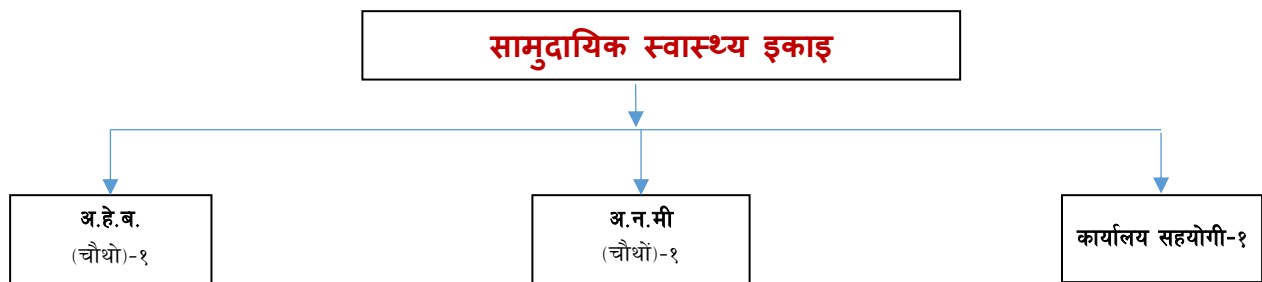 सामुदायिक स्वास्थ्य इकाइ
अ.हे.ब.
(चौथो)-१
अ.न.मी
(चौथों)-१
कार्यालय सहयोगी-१